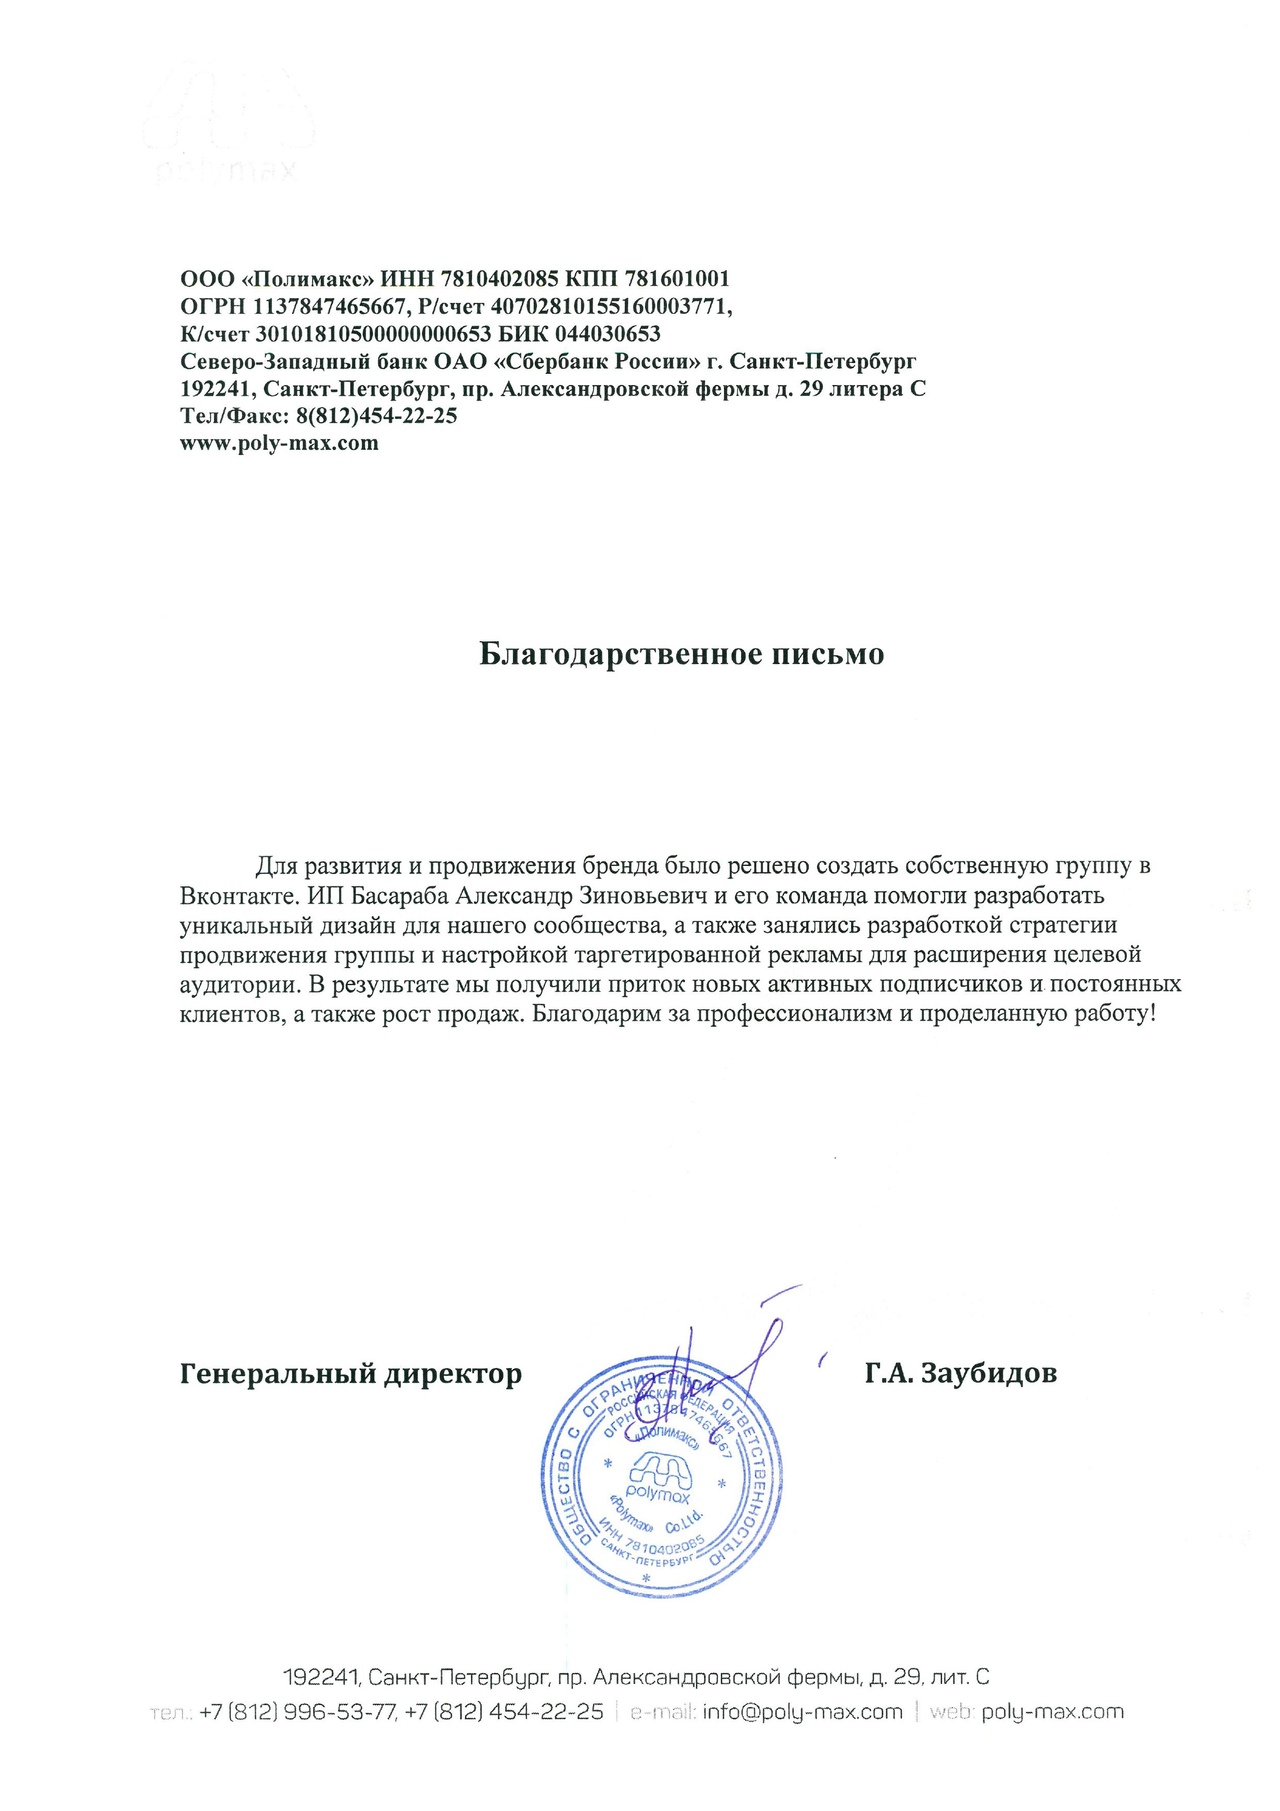 polymax
ООО «Полимакс» ИНН 7810402085 КПП 781601001
ОГРН 1137847465667, Р/счет 40702810155160003771,
К/счет 30101810500000000653 БИК 044030653
Северо-Западный банк ОАО «Сбербанк России» г. Санкт-Петербург
192241, Санкт-Петербург, пр. Александровской фермы д. 29 литера С
Тел/Факс: 8(812)454-22-25
www.poly-max.com
Благодарственное письмо
Для развития и продвижения бренда было решено создать собственную группу в
Вконтакте. ИП Басараба Александр Зиновьевич и его команда помогли разработать
уникальный дизайн для нашего сообщества, а также занялись разработкой стратегии
продвижения группы и настройкой таргетированной рекламы для расширения целевой
аудитории. В результате мы получили приток новых активных подписчиков и постоянных
клиентов, а также рост продаж. Благодарим за профессионализм и проделанную работу!
Генеральный директор
Г.А. Заубидов
ОБЩЕСТВО С ОГРАНИЧЕННОЙ ОТВЕТСТВЕННОСТЬЮ
РОССИЙСКАЯ ФЕДЕРАЦИЯ
ОГРН 1137847465667
«Полимакс»
polymax
«Polymax» Co.Ltd.
ИНН 7810402085
САНКТ-ПЕТЕРБУРГ
192241, Санкт-Петербург, пр. Александровской фермы, д. 29, лит. С
тел.: +7 (812) 996-53-77, +7 (812) 454-22-25 | e-mail: info@poly-max.com | web: poly-max.com